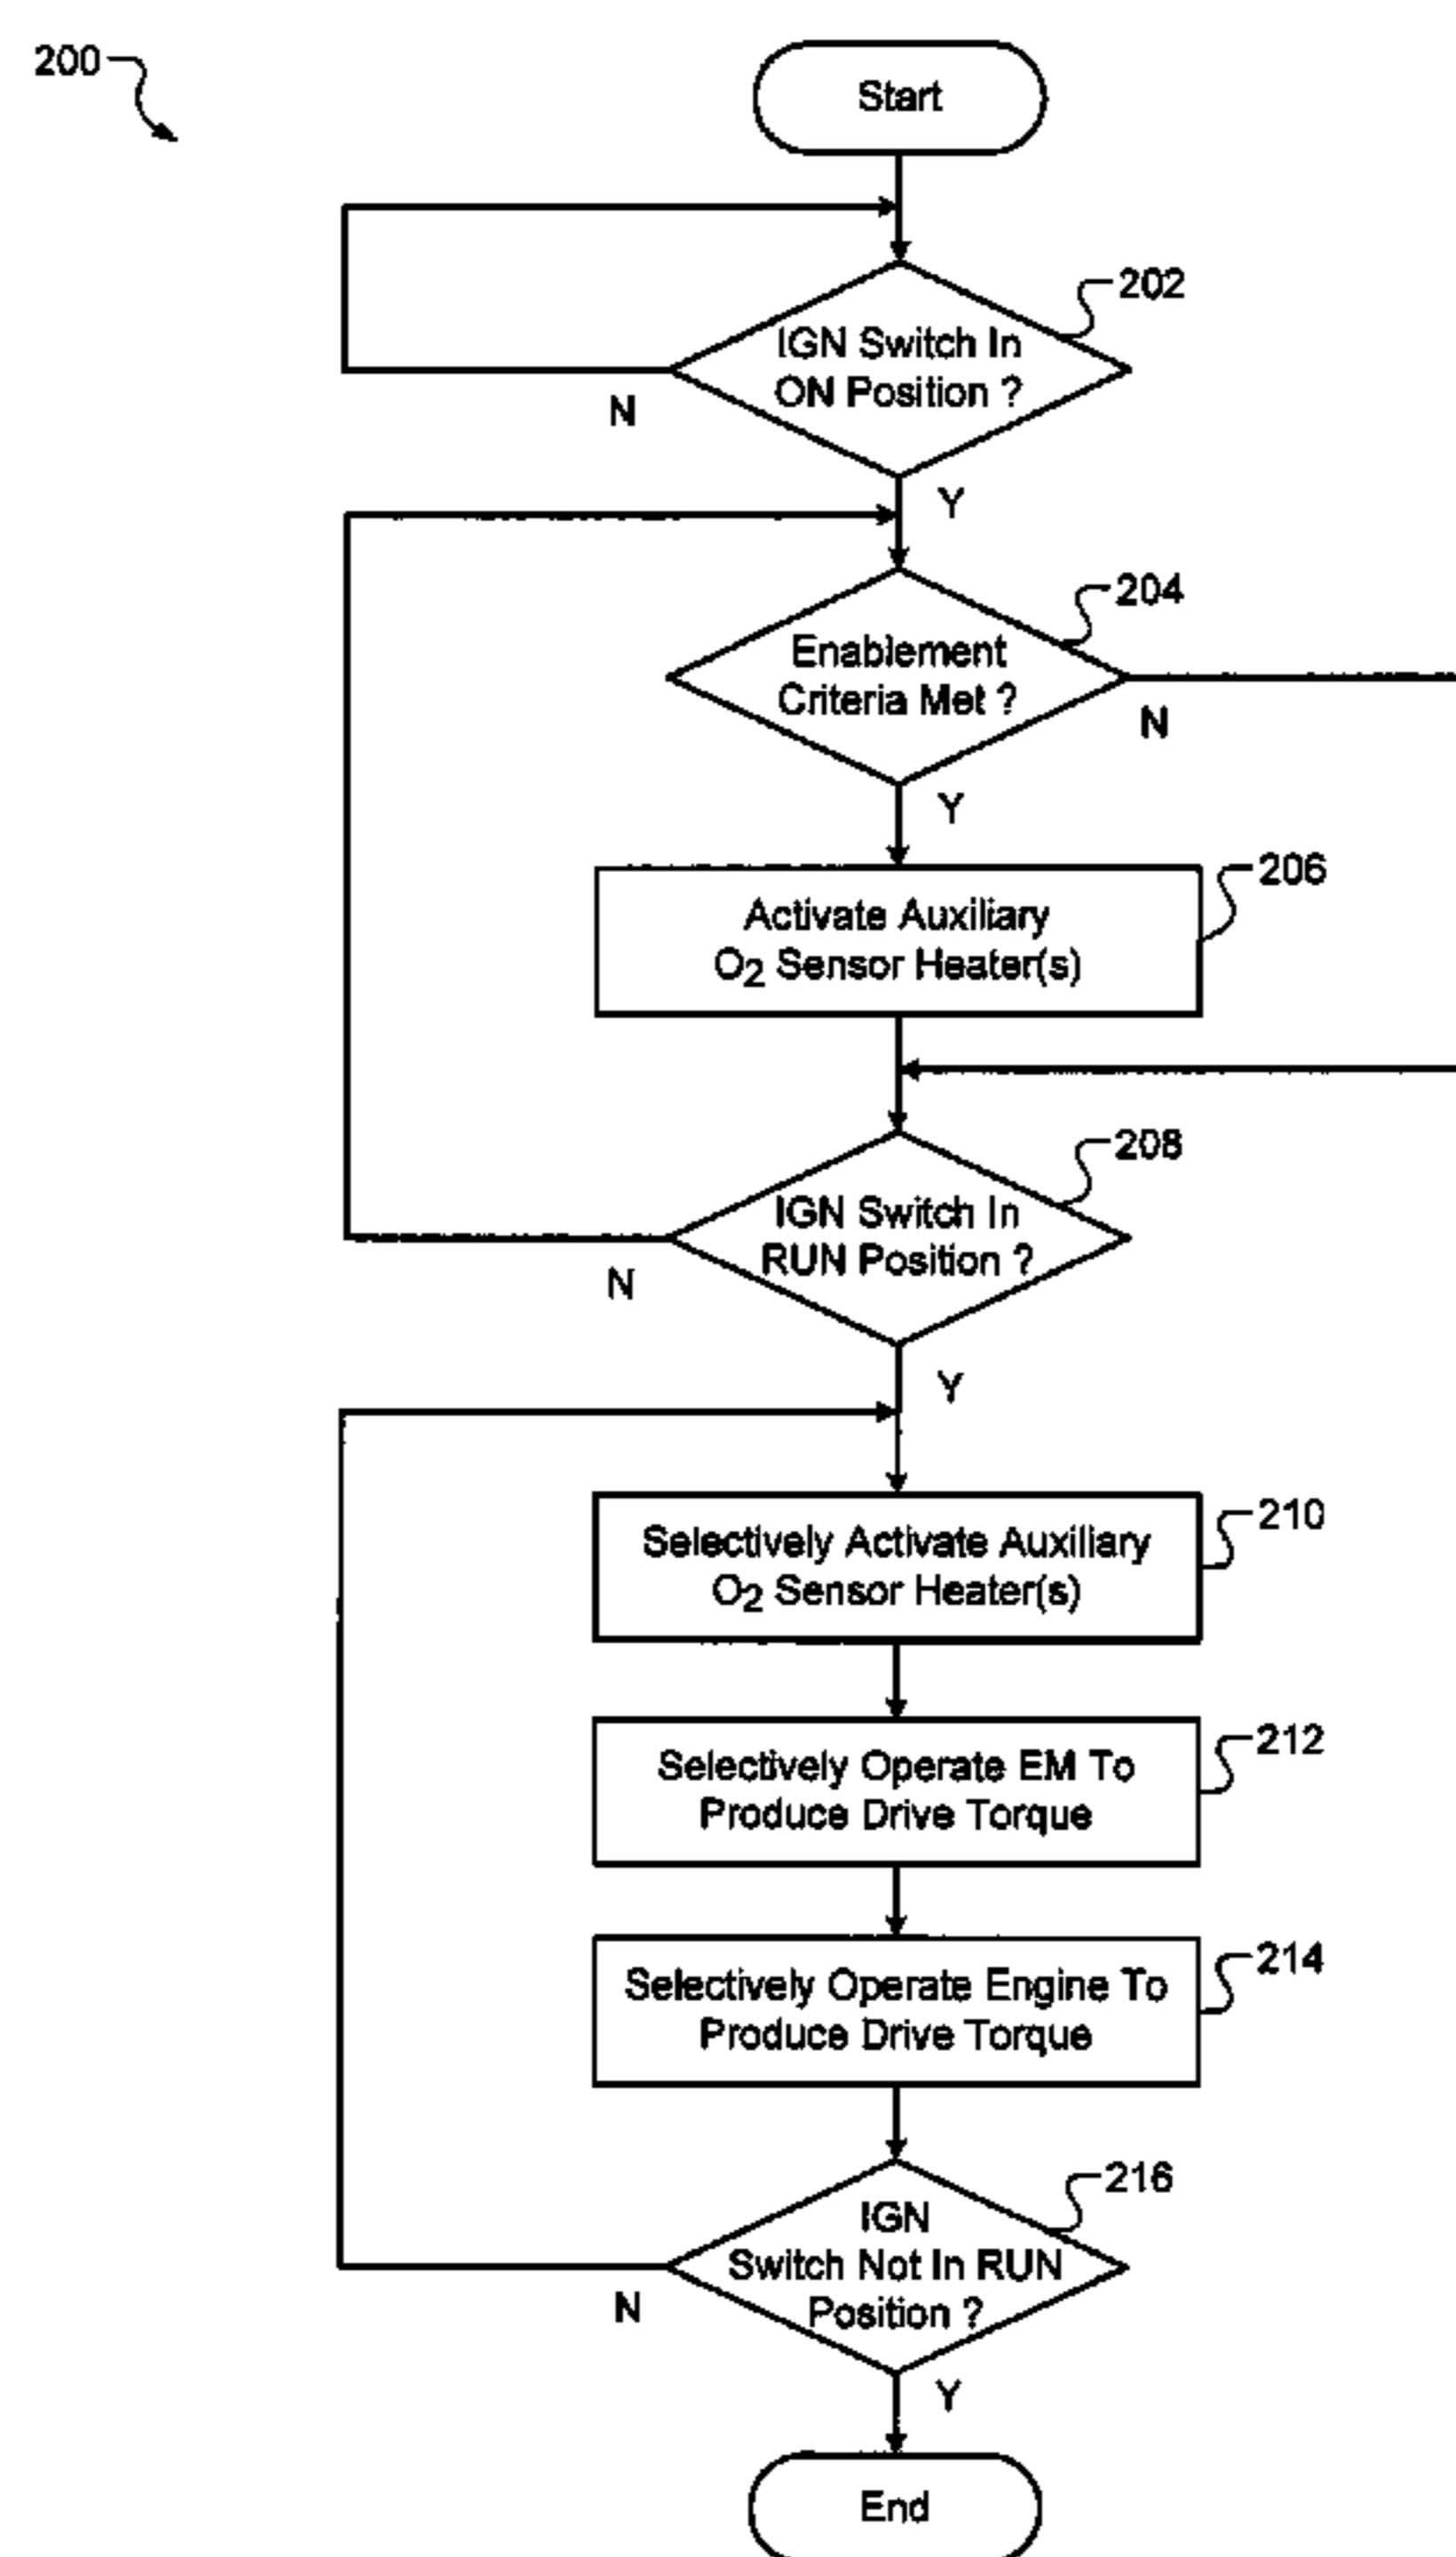 200
Start
202
IGN Switch In
ON Position ?
N
Y
204
Enablement
Criteria Met ?
N
Y
206
Activate Auxiliary
O2 Sensor Heater(s)
208
IGN Switch In
RUN Position ?
N
Y
210
Selectively Activate Auxiliary
O2 Sensor Heater(s)
212
Selectively Operate EM To
Produce Drive Torque
214
Selectively Operate Engine To
Produce Drive Torque
216
IGN
Switch Not In RUN
Position ?
N
Y
End